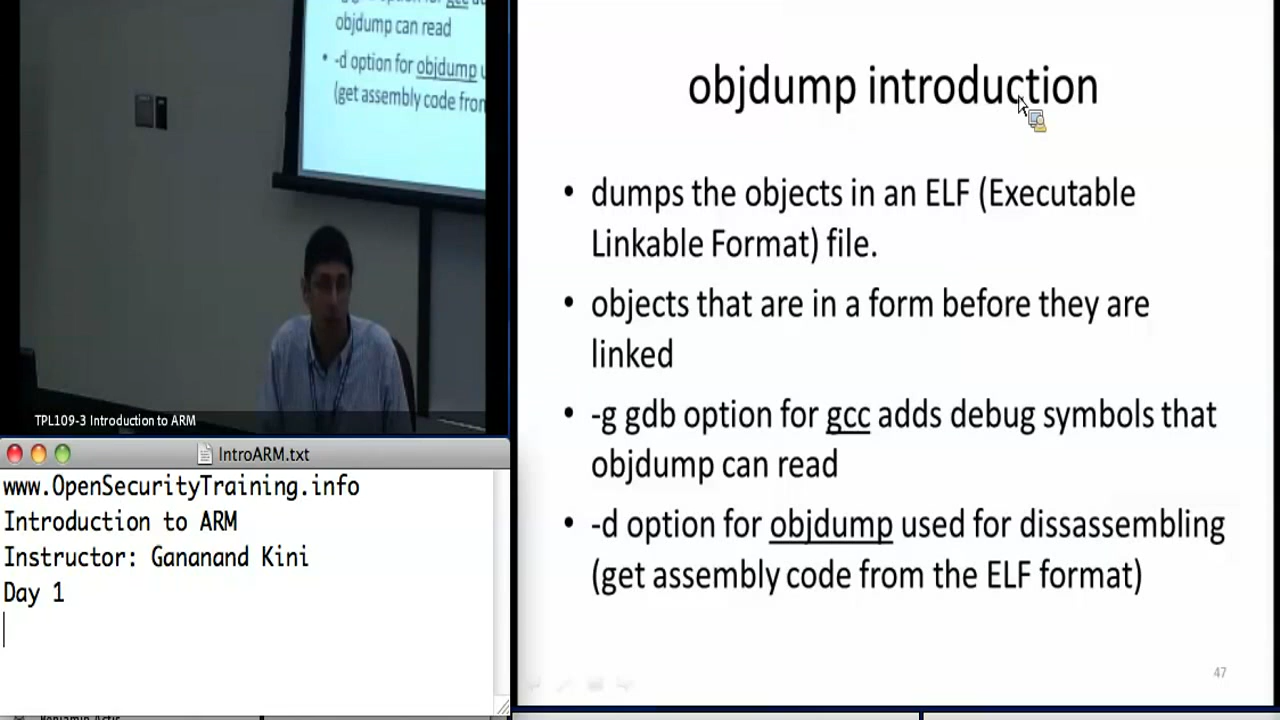 objdump can read
• -d option for objdump
(get assembly code from
TPL109-3 Introduction to ARM
IntroARM.txt
www.OpenSecurityTraining.info
Introduction to ARM
Instructor: Gananand Kini
Day 1
objdump introduction
• dumps the objects in an ELF (Executable
Linkable Format) file.
• objects that are in a form before they are
linked
• -g gdb option for gcc adds debug symbols that
objdump can read
• -d option for objdump used for dissassembling
(get assembly code from the ELF format)
47